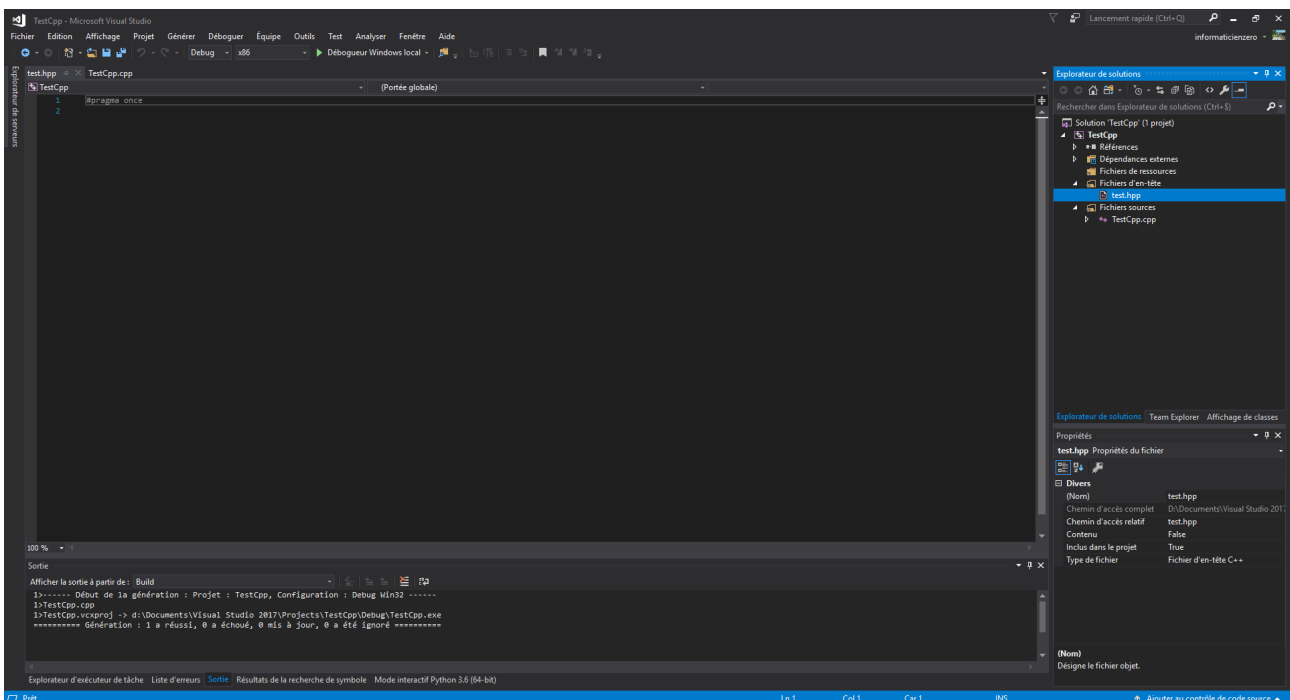 TestCpp - Microsoft Visual Studio
Lancement rapide (Ctrl+Q)
Fichier Edition Affichage Projet Générer Déboguer Équipe Outils Test Analyser Fenêtre Aide
informaticienzero
Debug x86 Débogueur Windows local
Explorateur de serveurs
test.hpp TestCpp.cpp
TestCpp (Portée globale)
1 #pragma once
2
100 %
Sortie
Afficher la sortie à partir de : Build
1>------ Début de la génération : Projet : TestCpp, Configuration : Debug Win32 ------
1>TestCpp.cpp
1>TestCpp.vcxproj -> d:\Documents\Visual Studio 2017\Projects\TestCpp\Debug\TestCpp.exe
========== Génération : 1 a réussi, 0 a échoué, 0 mis à jour, 0 a été ignoré ==========
Explorateur d'exécuteur de tâche Liste d'erreurs Sortie Résultats de la recherche de symbole Mode interactif Python 3.6 (64-bit)
Explorateur de solutions
Rechercher dans Explorateur de solutions (Ctrl+$)
Solution 'TestCpp' (1 projet)
TestCpp
Références
Dépendances externes
Fichiers de ressources
Fichiers d'en-tête
test.hpp
Fichiers sources
TestCpp.cpp
Explorateur de solutions Team Explorer Affichage de classes
Propriétés
test.hpp Propriétés du fichier
Divers
(Nom) test.hpp
Chemin d'accès complet D:\Documents\Visual Studio 2017
Chemin d'accès relatif test.hpp
Contenu False
Inclus dans le projet True
Type de fichier Fichier d'en-tête C++
(Nom)
Désigne le fichier objet.
Prêt Ln 1 Col 1 Car 1 INS Ajouter au contrôle de code source